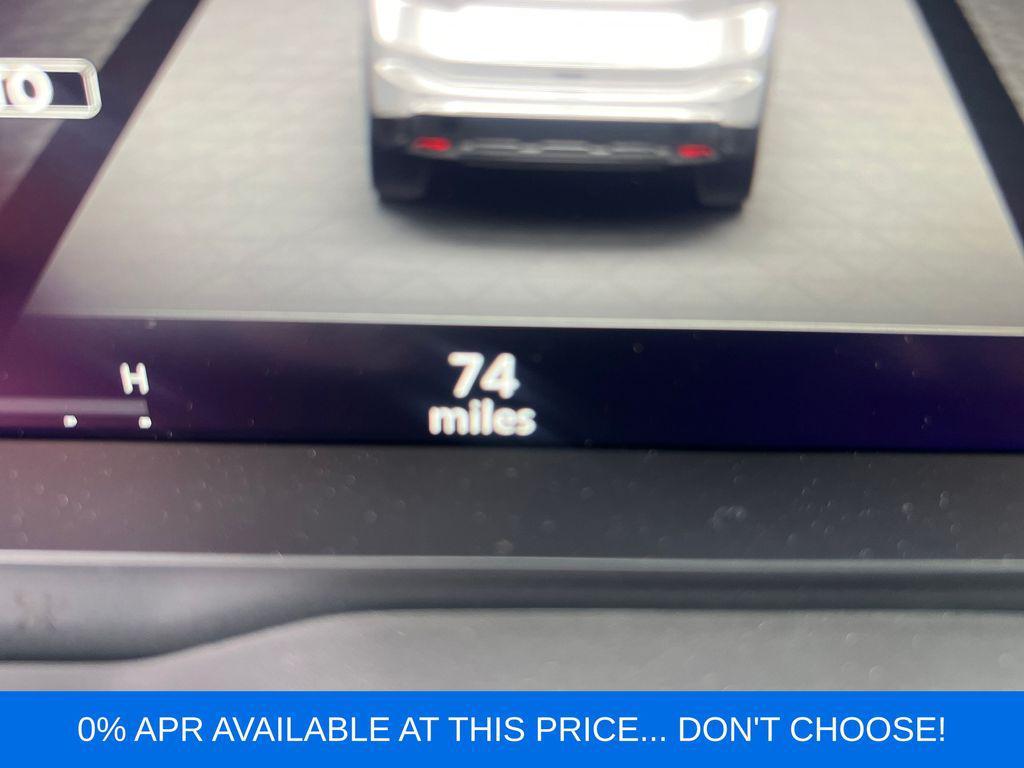 H
74
miles
0% APR AVAILABLE AT THIS PRICE... DON'T CHOOSE!